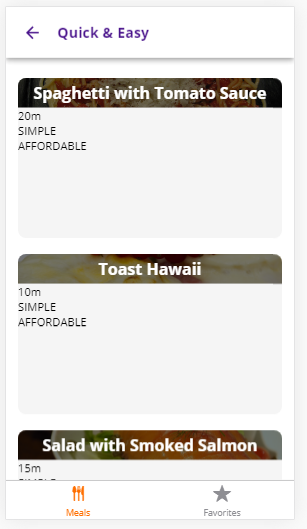 Quick & Easy
Spaghetti with Tomato Sauce
20m
SIMPLE
AFFORDABLE
Toast Hawaii
10m
SIMPLE
AFFORDABLE
Salad with Smoked Salmon
15m
SIMPLE
Meals
Favorites